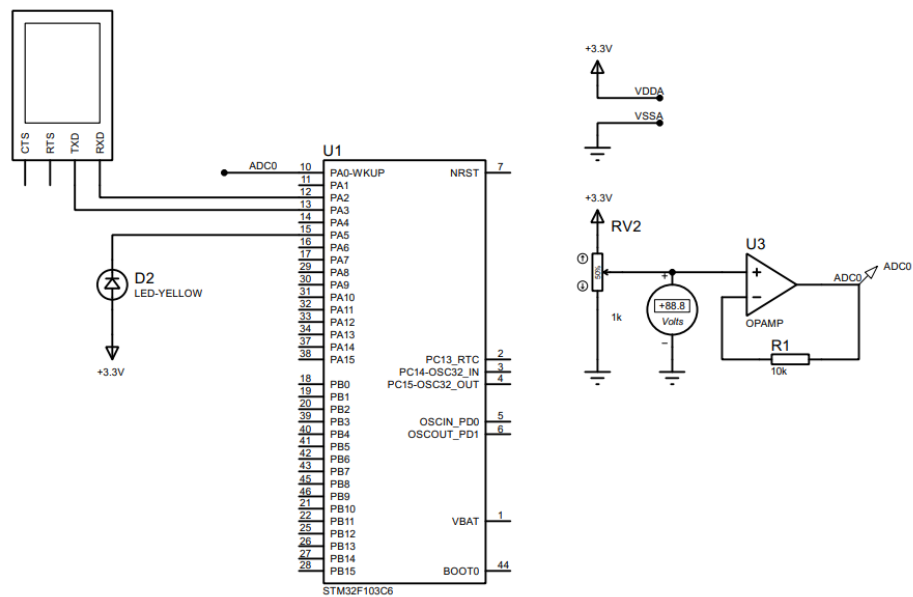 CTS
RTS
TXD
RXD
D2
LED-YELLOW
+3.3V
U1
ADC0
10 PA0-WKUP
11 PA1
12 PA2
13 PA3
14 PA4
15 PA5
16 PA6
17 PA7
29 PA8
30 PA9
31 PA10
32 PA11
33 PA12
34 PA13
37 PA14
38 PA15
18 PB0
19 PB1
20 PB2
39 PB3
40 PB4
41 PB5
42 PB6
43 PB7
45 PB8
46 PB9
21 PB10
22 PB11
25 PB12
26 PB13
27 PB14
28 PB15
NRST 7
PC13_RTC 2
PC14-OSC32_IN 3
PC15-OSC32_OUT 4
OSCIN_PD0 5
OSCOUT_PD1 6
VBAT 1
BOOT0 44
STM32F103C6
+3.3V
VDDA
VSSA
+3.3V
RV2
50%
1k
+
+88.8
Volts
−
U3
+
−
OPAMP
ADC0
ADC0
R1
10k